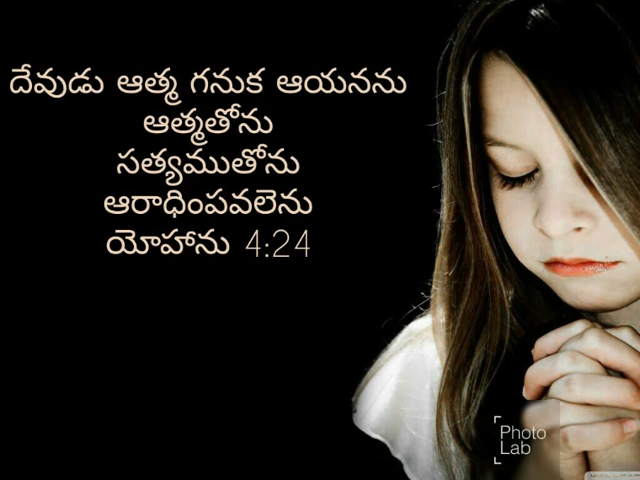 దేవుడు ఆత్మ గనుక ఆయనను
ఆత్మతోను
సత్యముతోను
ఆరాధింపవలెను
యోహాను 4:24
Photo
Lab